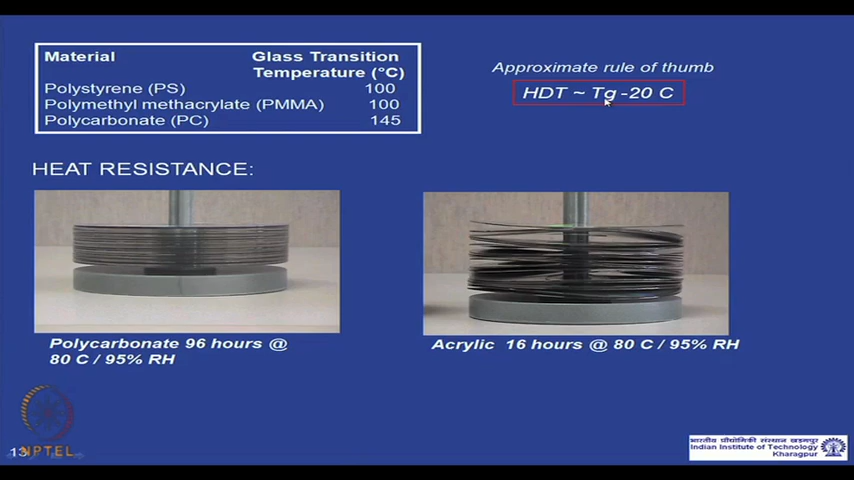 Material Glass Transition
Temperature (°C)
Polystyrene (PS) 100
Polymethyl methacrylate (PMMA) 100
Polycarbonate (PC) 145
Approximate rule of thumb
HDT ~ Tg -20 C
HEAT RESISTANCE:
Polycarbonate 96 hours @
80 C / 95% RH
Acrylic 16 hours @ 80 C / 95% RH
13
NPTEL
भारतीय प्रौद्योगिकी संस्थान खड़गपुर
Indian Institute of Technology
Kharagpur